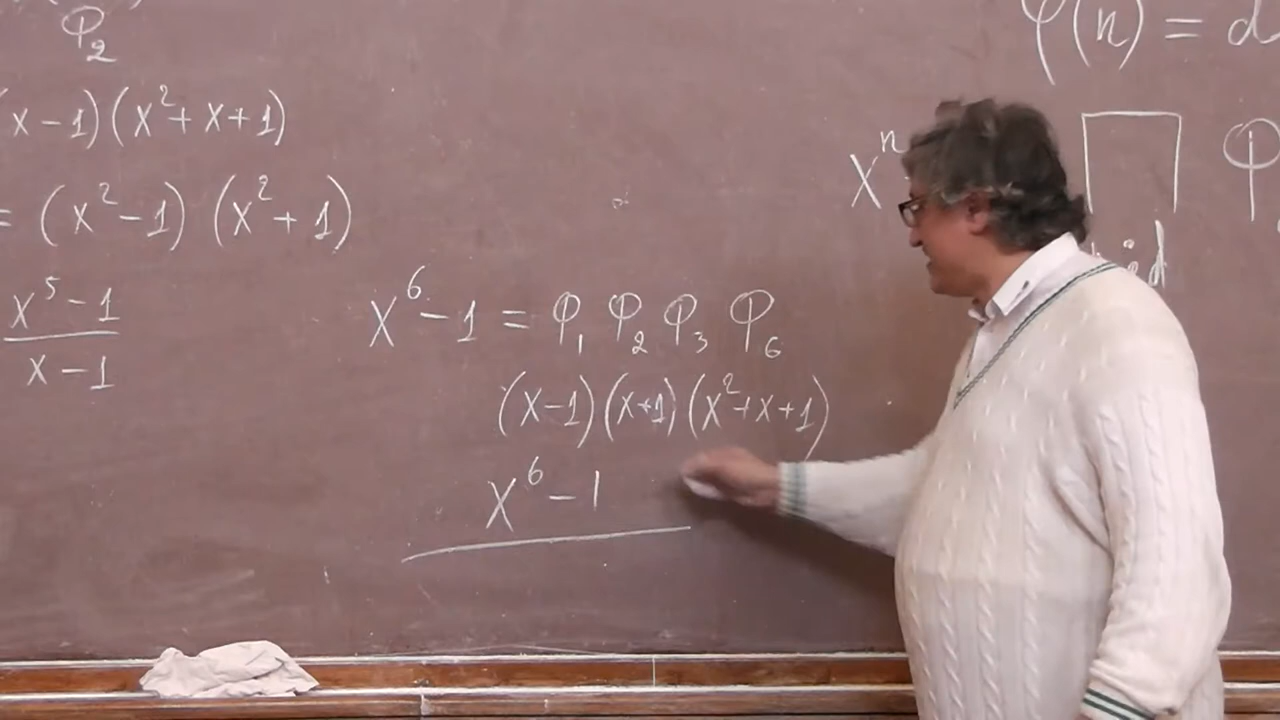 Φ₂
(x-1)(x²+x+1)
= (x²-1) (x²+1)
x⁵-1
x-1
φ(n) = d
xⁿ
Φ
x⁶-1 = Φ₁ Φ₂ Φ₃ Φ₆
(x-1)(x+1)(x²+x+1)
x⁶-1